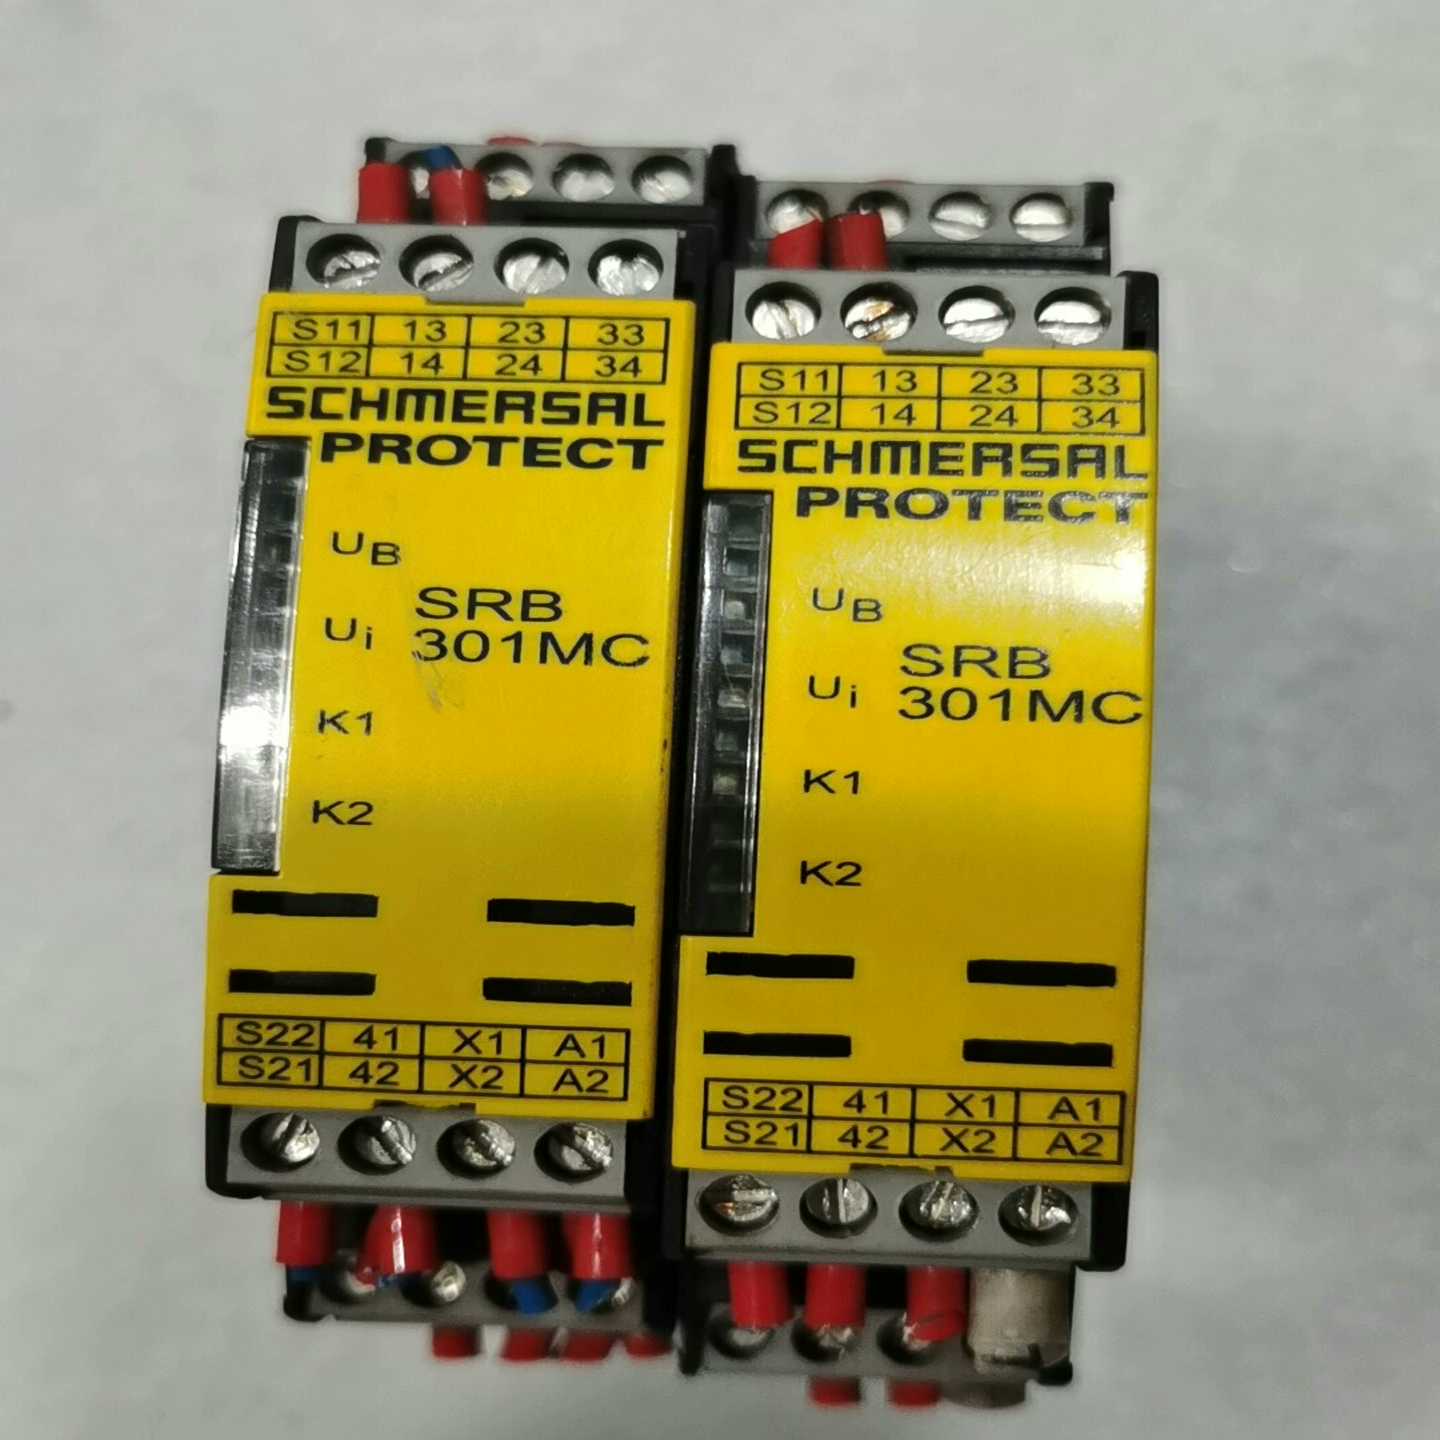 S11 13 23 33
S12 14 24 34
SCHMERSAL
PROTECT
UB
SRB
Ui
301MC
K1
K2
S22 41 X1 A1
S21 42 X2 A2
S11 13 23 33
S12 14 24 34
SCHMERSAL
PROTECT
UB
SRB
Ui
301MC
K1
K2
S22 41 X1 A1
S21 42 X2 A2